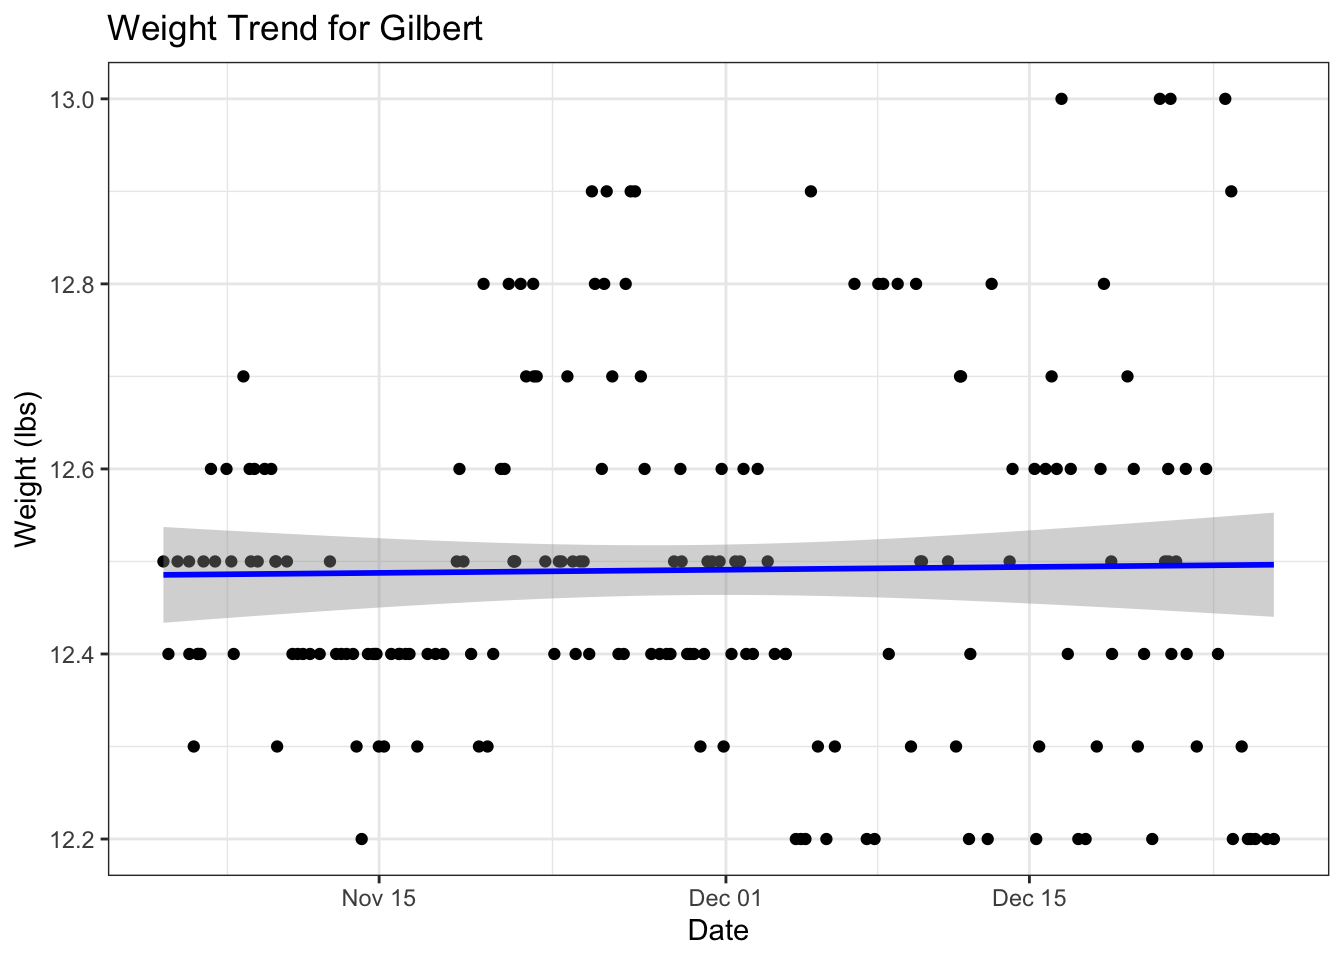 Weight Trend for Gilbert
13.0
12.8
12.6
12.4
12.2
Weight (lbs)
Nov 15
Dec 01
Dec 15
Date